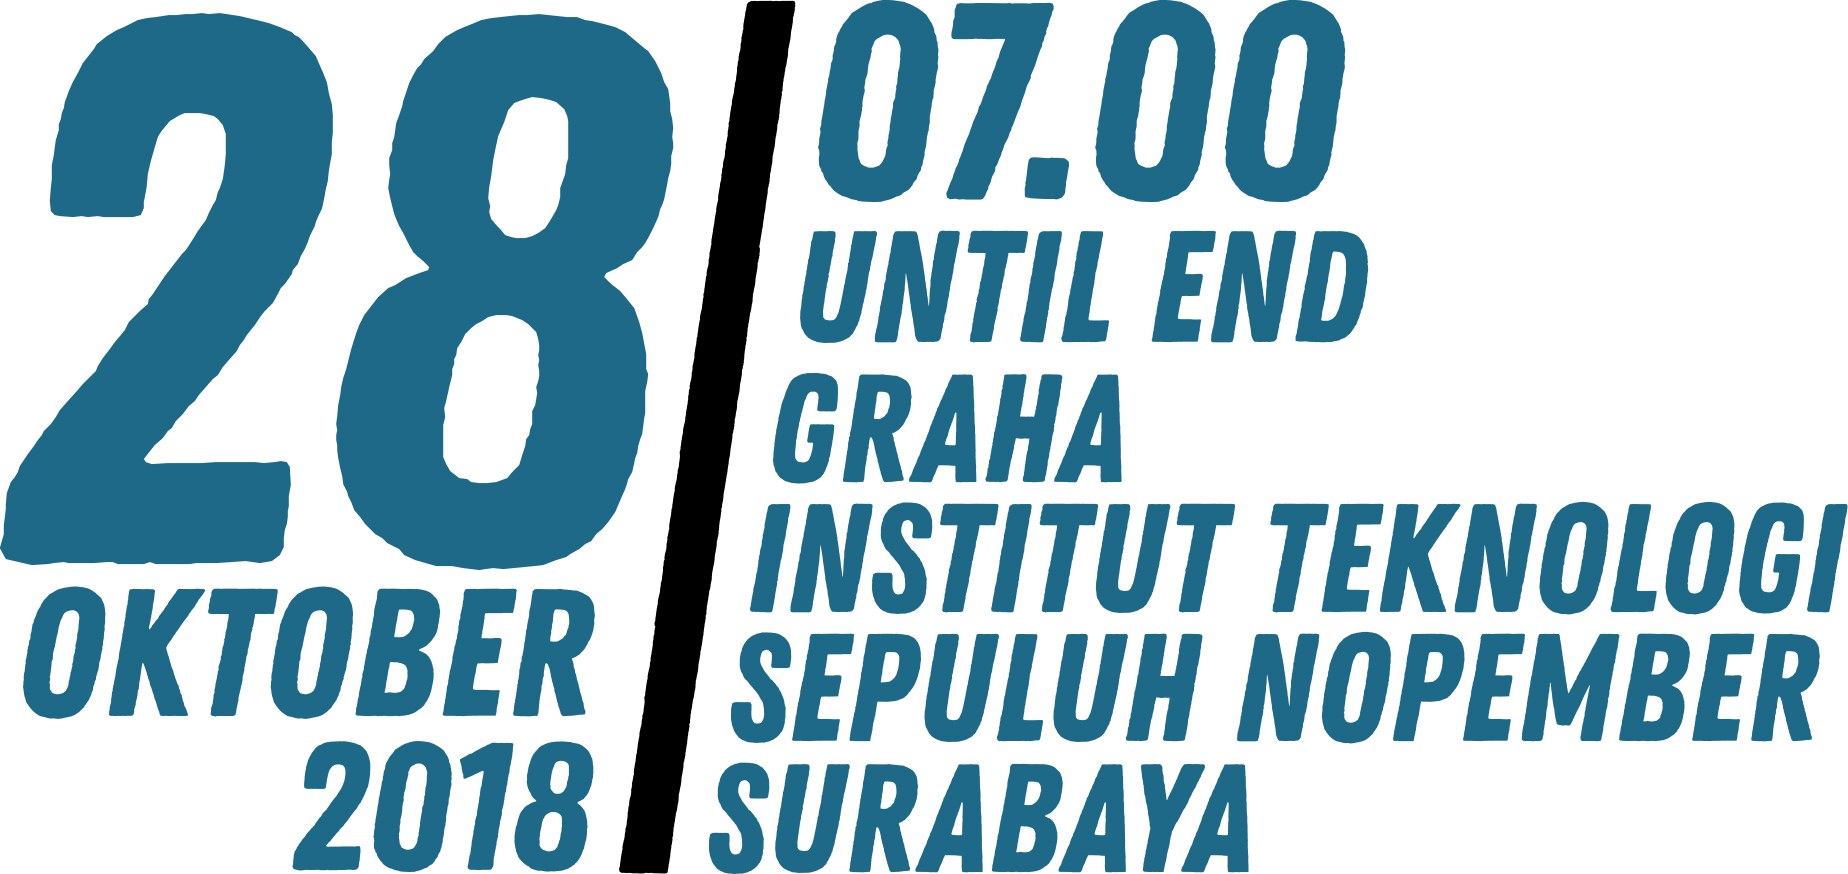 28
OKTOBER
2018
07.00
UNTIL END
GRAHA
INSTITUT TEKNOLOGI
SEPULUH NOPEMBER
SURABAYA